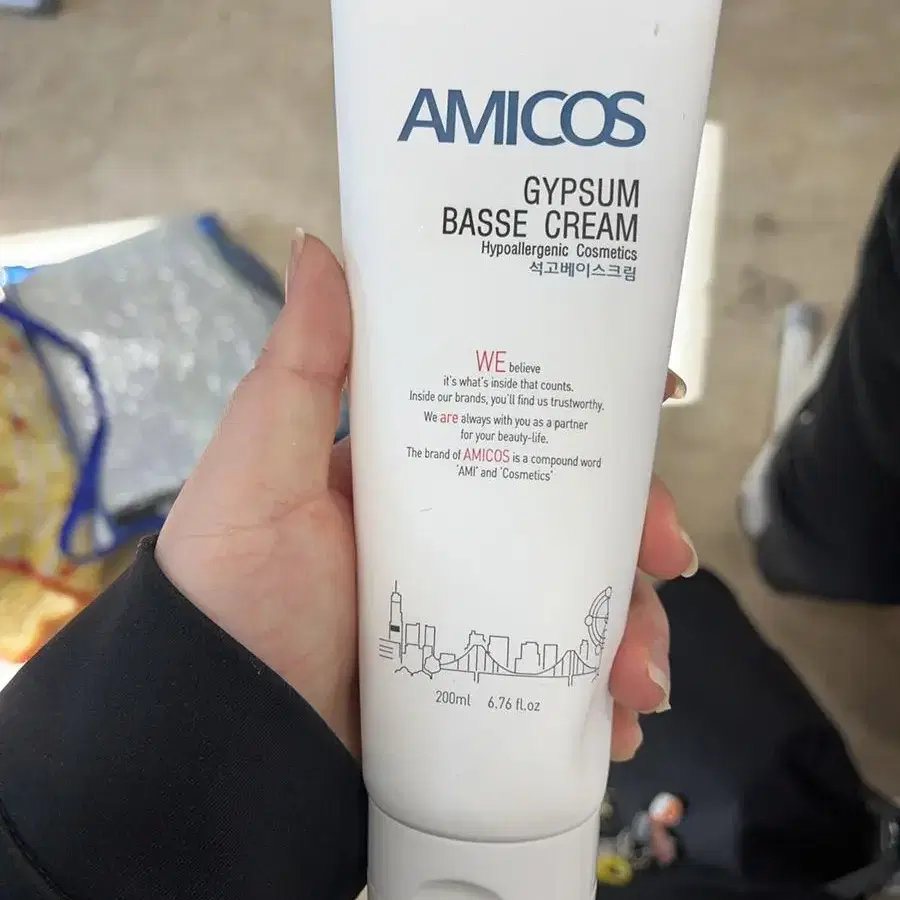 AMICOS
GYPSUM
BASSE CREAM
Hypoallergenic Cosmetics
석고베이스크림
WE believe
it's what's inside that counts.
Inside our brands, you'll find us trustworthy.
We are always with you as a partner
for your beauty-life.
The brand of AMICOS is a compound word
'AMI' and 'Cosmetics'
200ml 6.76 fl.oz